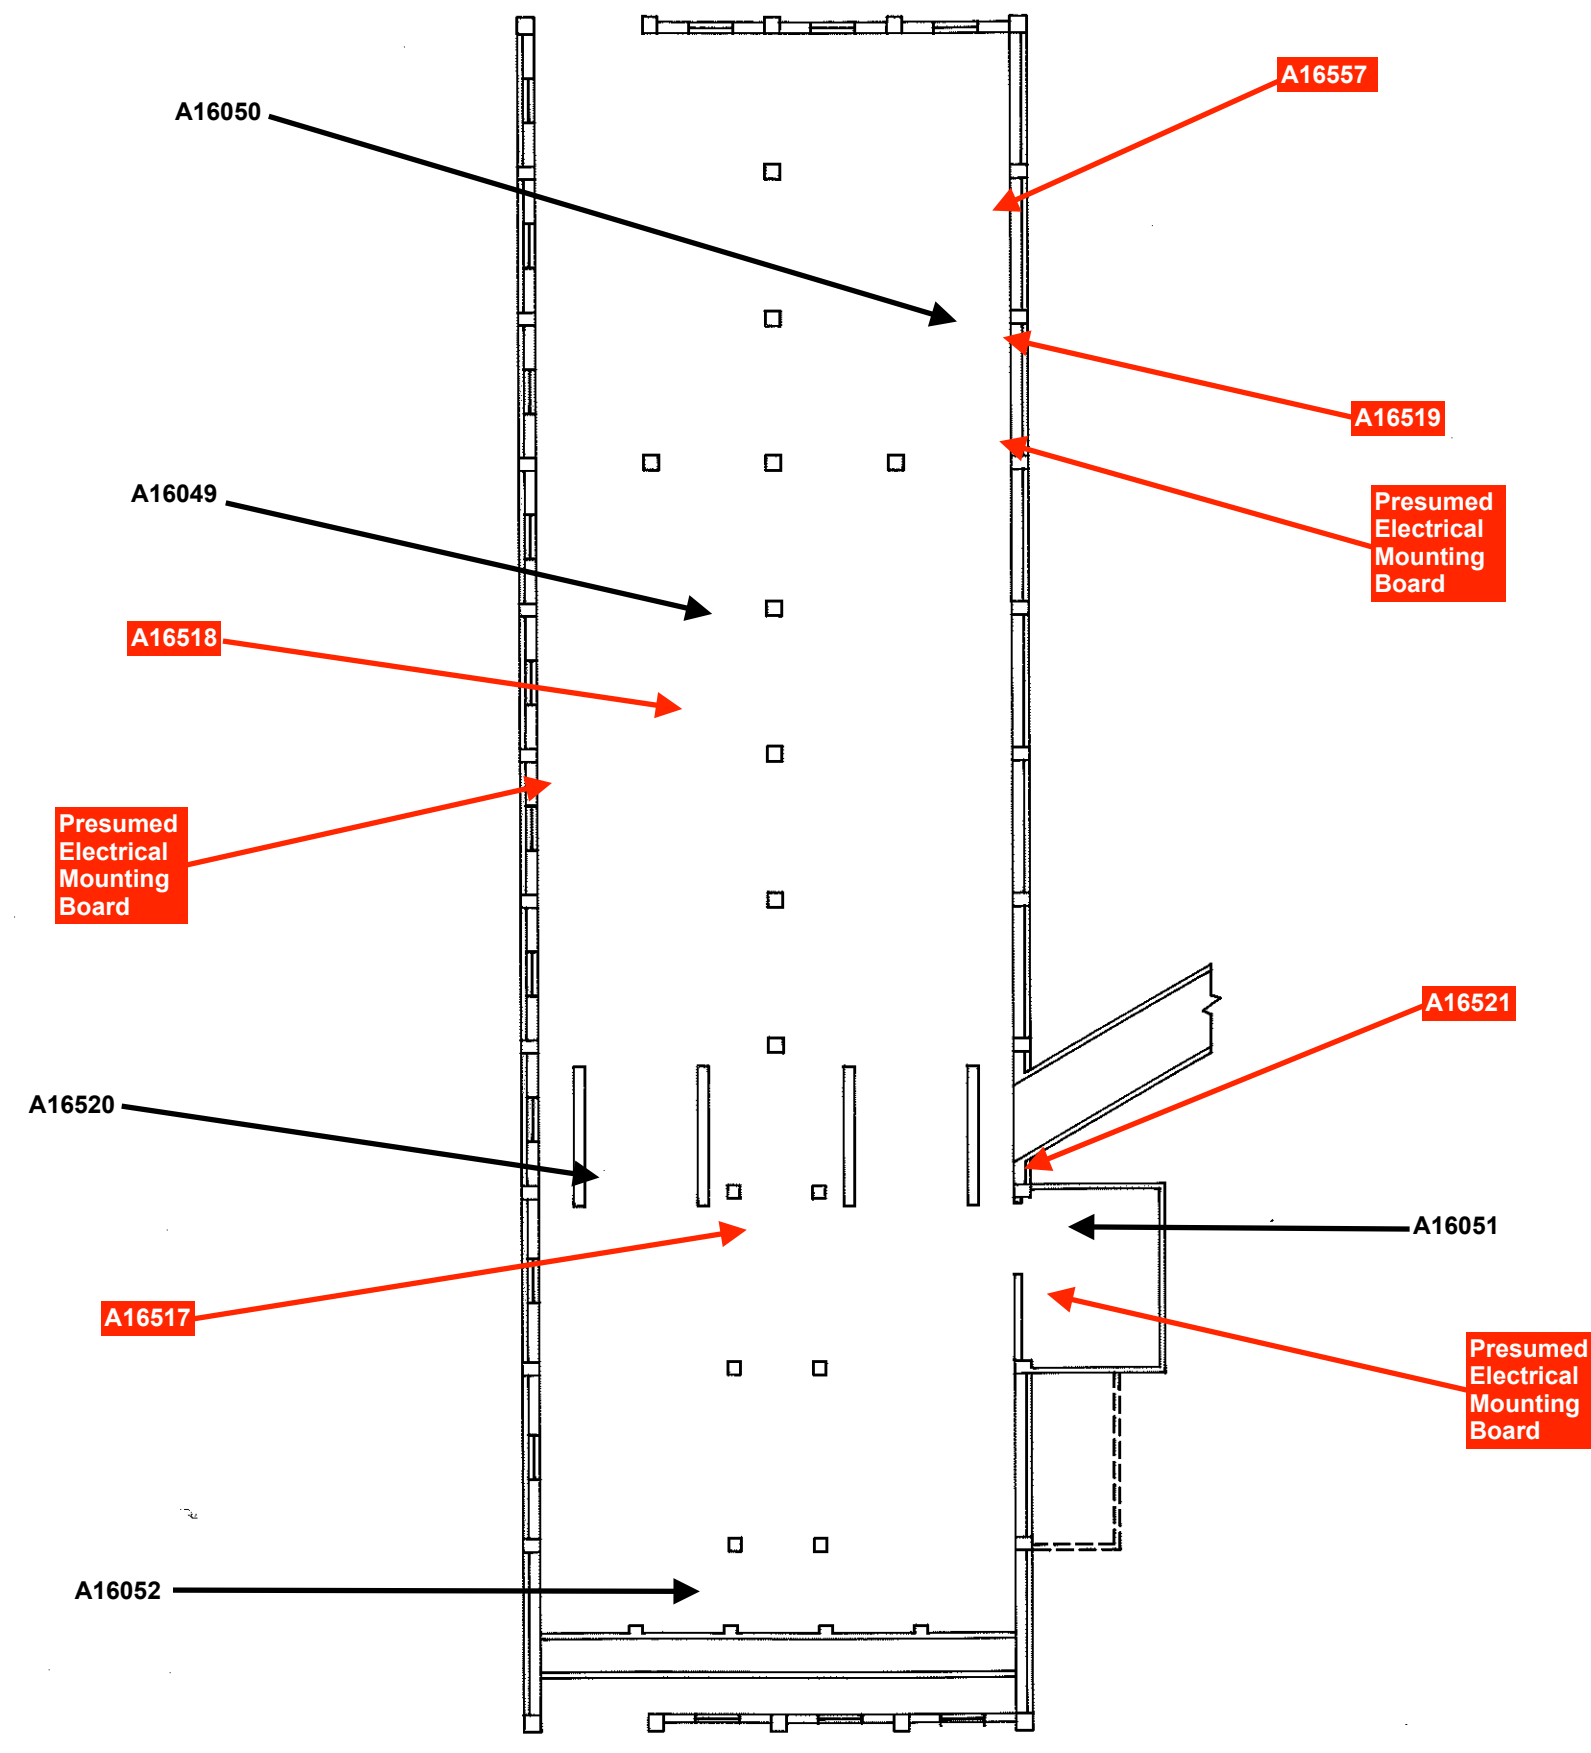 A16557
A16050
A16519
A16049
Presumed
Electrical
Mounting
Board
A16518
Presumed
Electrical
Mounting
Board
A16521
A16520
A16051
A16517
Presumed
Electrical
Mounting
Board
A16052